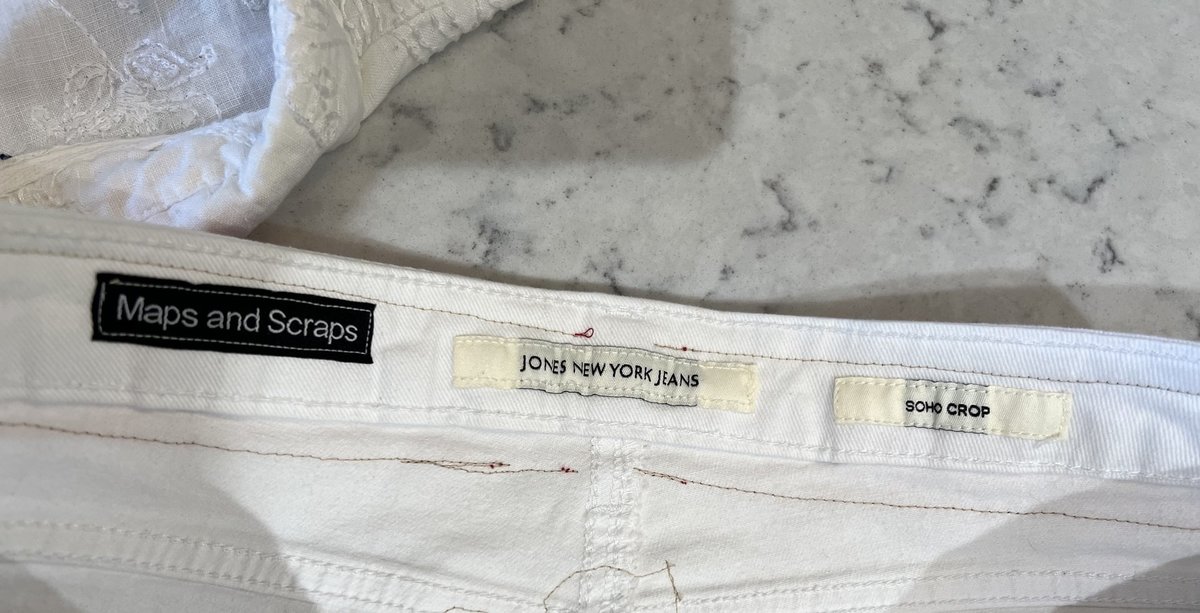 Maps and Scraps
JONES NEW YORK JEANS
SOHO CROP